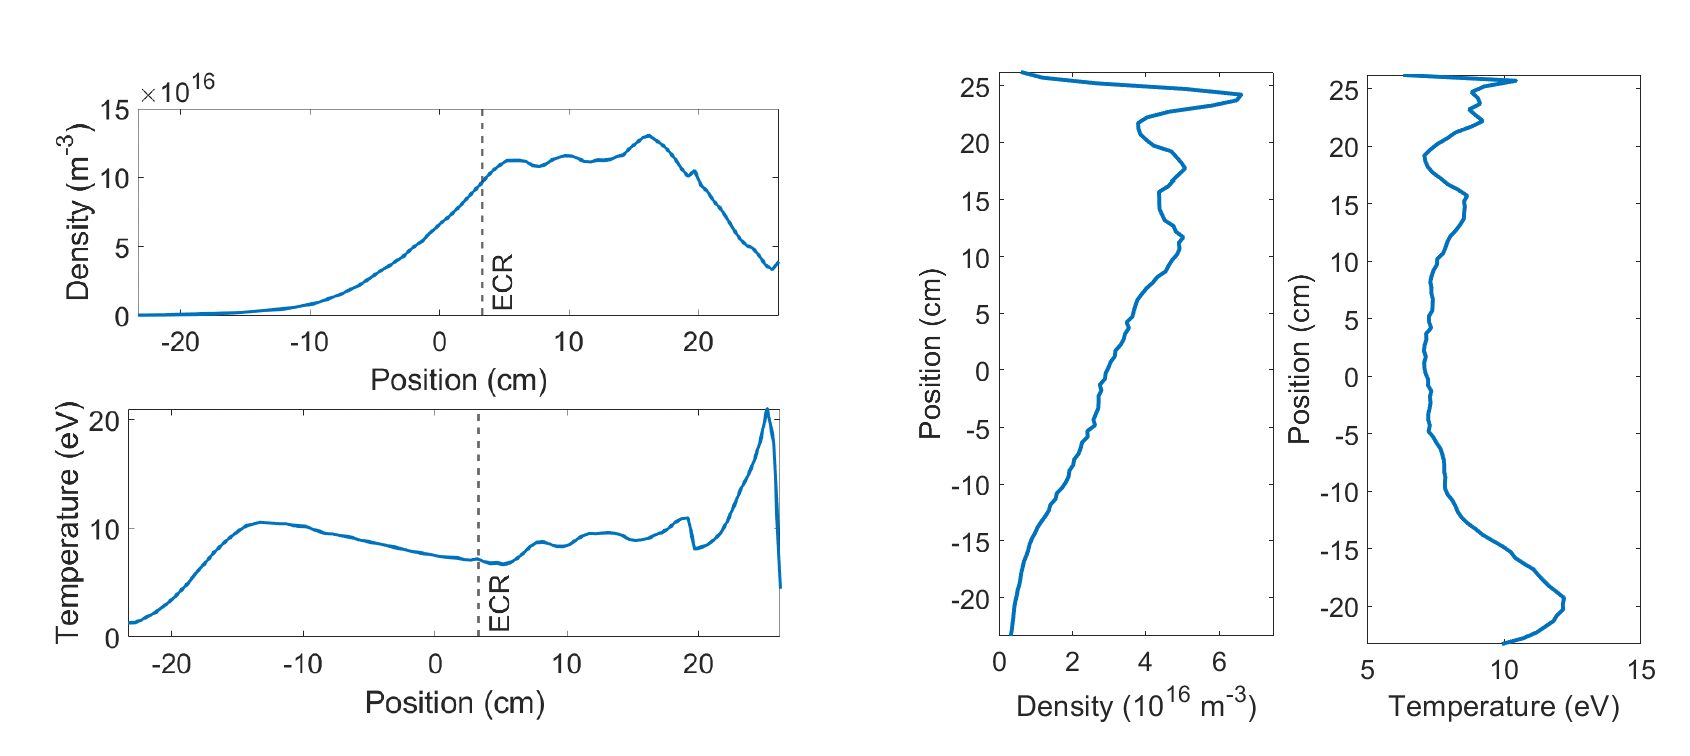 ×10^16
15
10
5
0
Density (m^-3)
ECR
-20 -10 0 10 20
Position (cm)
20
10
0
Temperature (eV)
ECR
-20 -10 0 10 20
Position (cm)
25
20
15
10
5
0
-5
-10
-15
-20
Position (cm)
0 2 4 6
Density (10^16 m^-3)
25
20
15
10
5
0
-5
-10
-15
-20
Position (cm)
5 10 15
Temperature (eV)